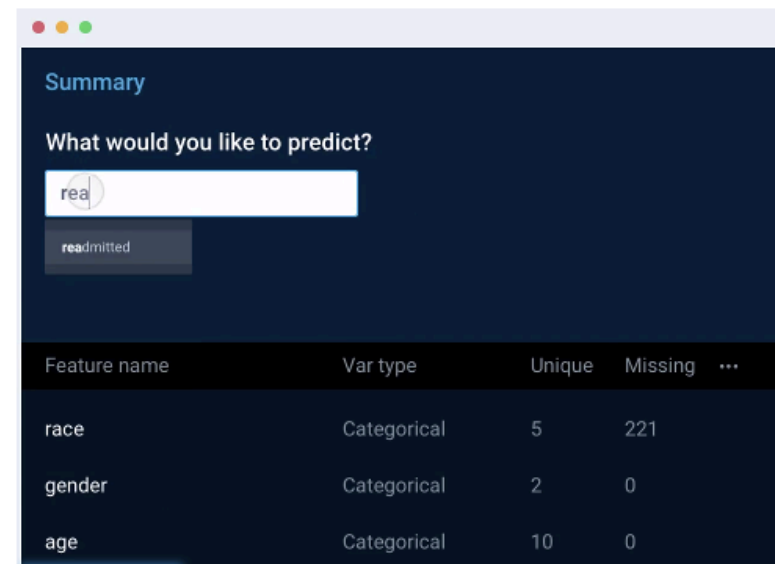 Summary
What would you like to predict?
rea
readmitted
Feature name Var type Unique Missing ...
race Categorical 5 221
gender Categorical 2 0
age Categorical 10 0